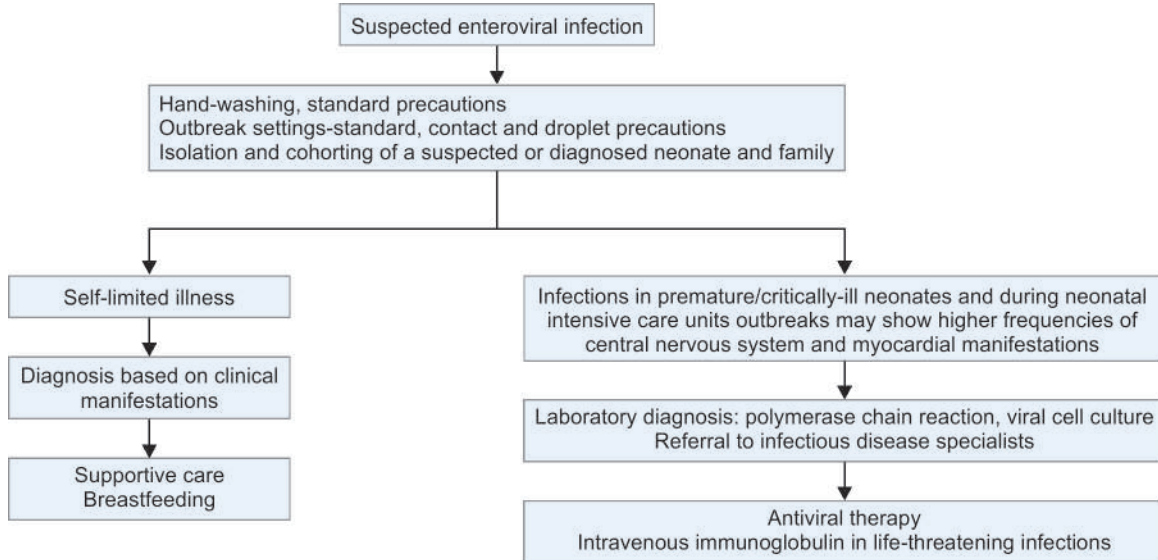 Suspected enteroviral infection
Hand-washing, standard precautions
Outbreak settings-standard, contact and droplet precautions
Isolation and cohorting of a suspected or diagnosed neonate and family
Self-limited illness
Diagnosis based on clinical
manifestations
Supportive care
Breastfeeding
Infections in premature/critically-ill neonates and during neonatal
intensive care units outbreaks may show higher frequencies of
central nervous system and myocardial manifestations
Laboratory diagnosis: polymerase chain reaction, viral cell culture
Referral to infectious disease specialists
Antiviral therapy
Intravenous immunoglobulin in life-threatening infections